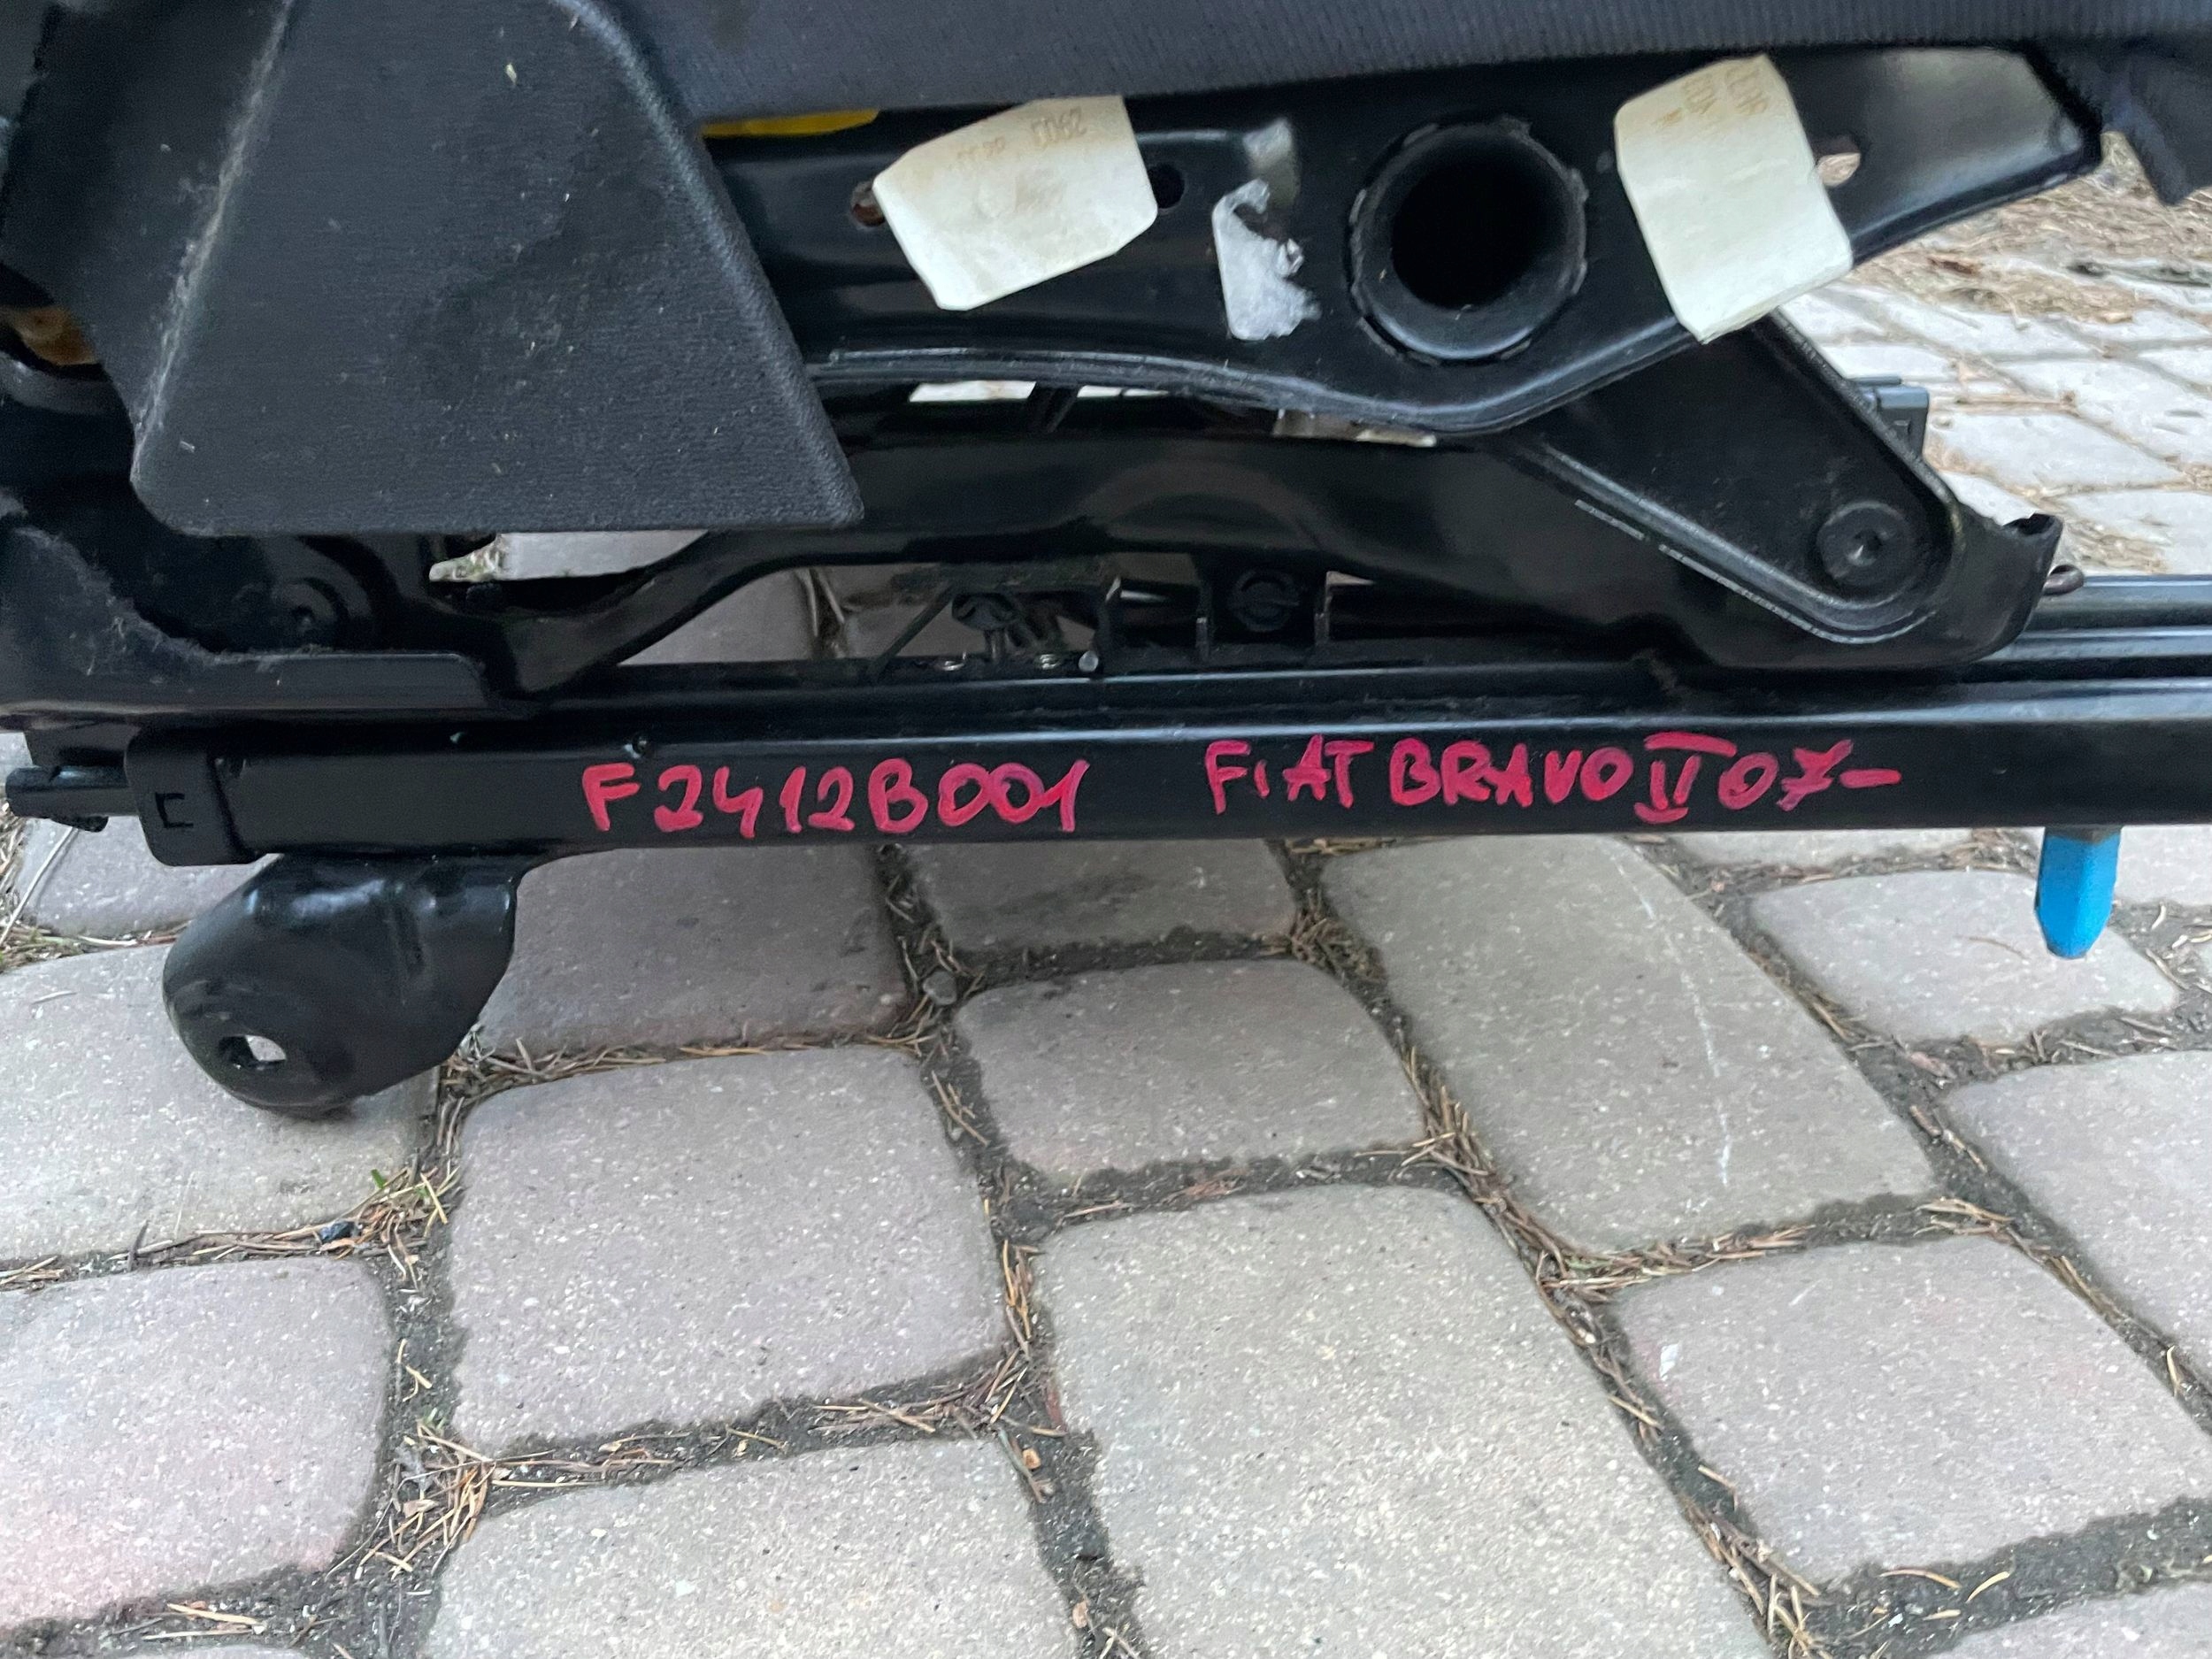 F2412B001 FIAT BRAVO II 07-